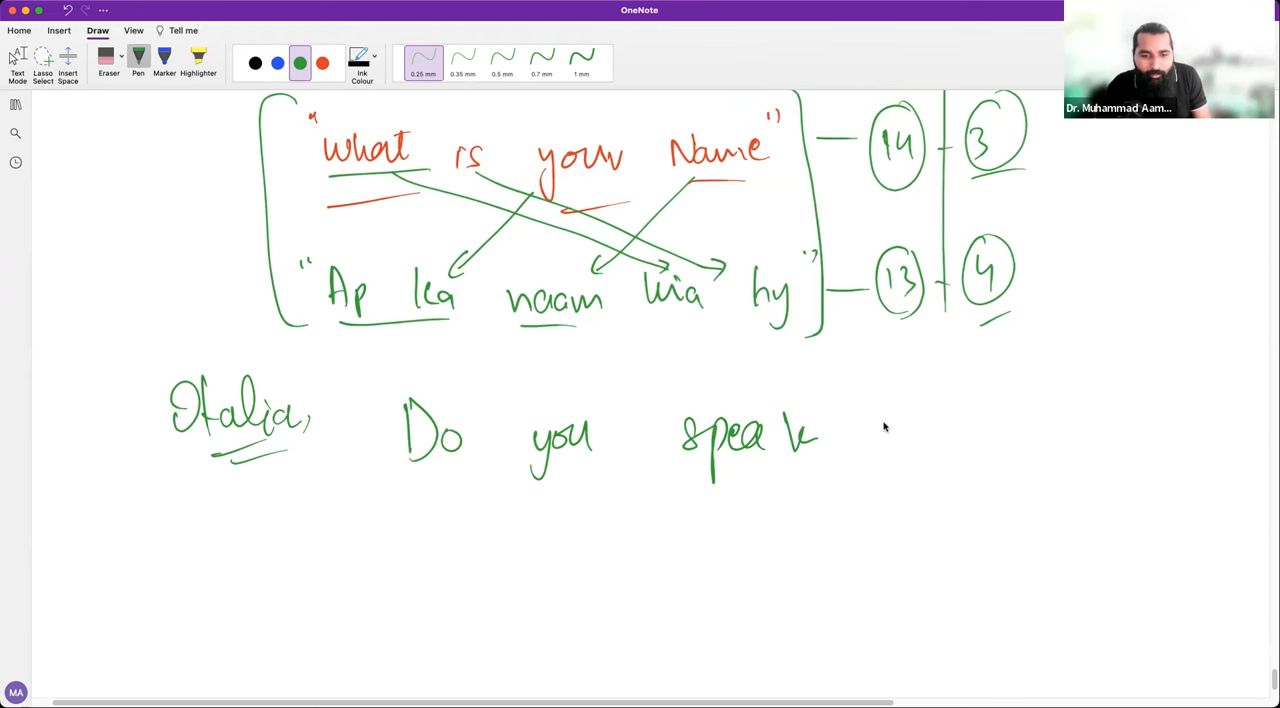 OneNote
Home Insert Draw View Tell me
Text Mode Lasso Select Insert Space Eraser Pen Marker Highlighter Ink Colour 0.25 mm 0.35 mm 0.5 mm 0.7 mm 1 mm
Dr. Muhammad Aam...
"What is your Name" 14 3
"Ap ka naam kia hy" 13 4
Italia, Do you speak
MA